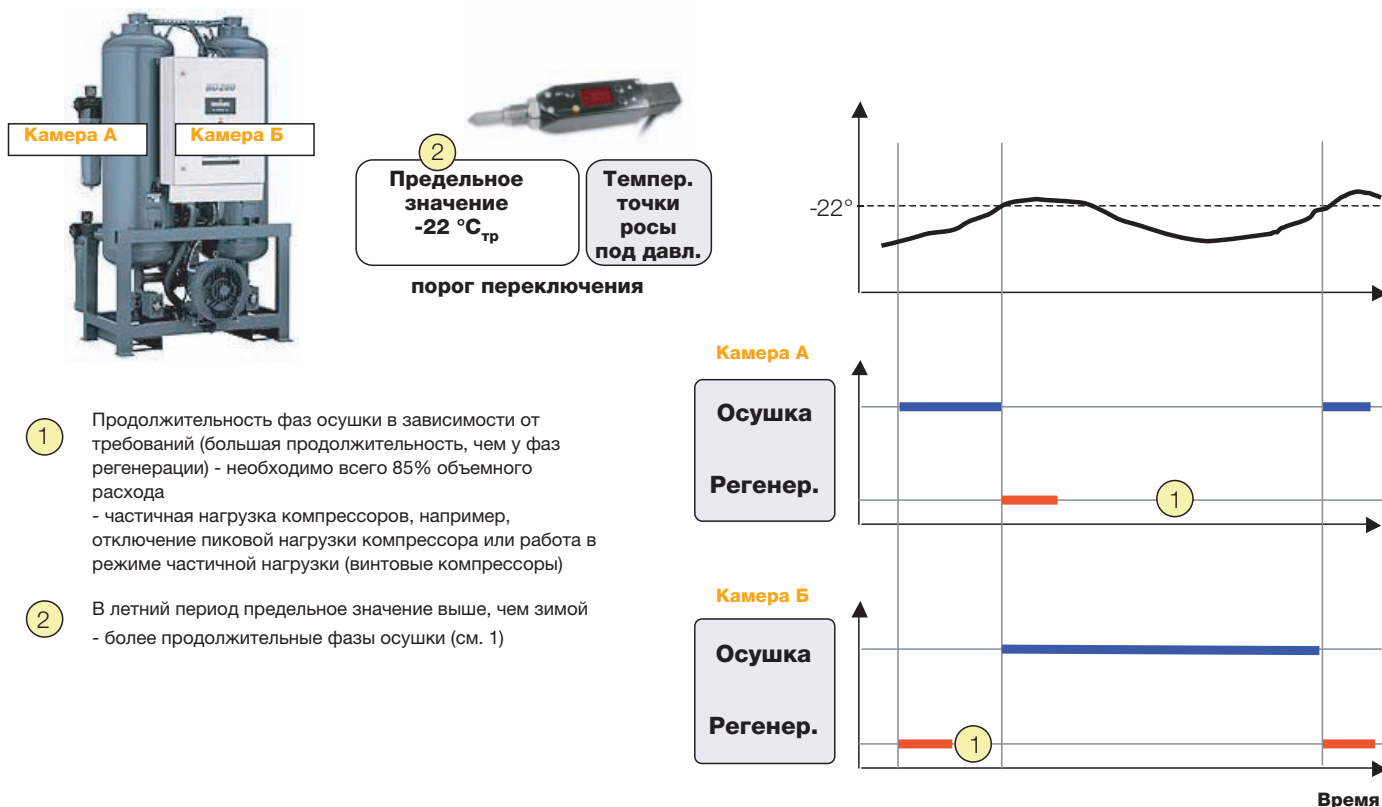 BD260
Камера А
Камера Б
2
Предельное
значение
-22 °Стр
Темпер.
точки
росы
под давл.
порог переключения
-22°
1
Продолжительность фаз осушки в зависимости от
требований (большая продолжительность, чем у фаз
регенерации) - необходимо всего 85% объемного
расхода
- частичная нагрузка компрессоров, например,
отключение пиковой нагрузки компрессора или работа в
режиме частичной нагрузки (винтовые компрессоры)
2
В летний период предельное значение выше, чем зимой
- более продолжительные фазы осушки (см. 1)
Камера А
Осушка
Регенер.
1
Камера Б
Осушка
Регенер.
1
Время